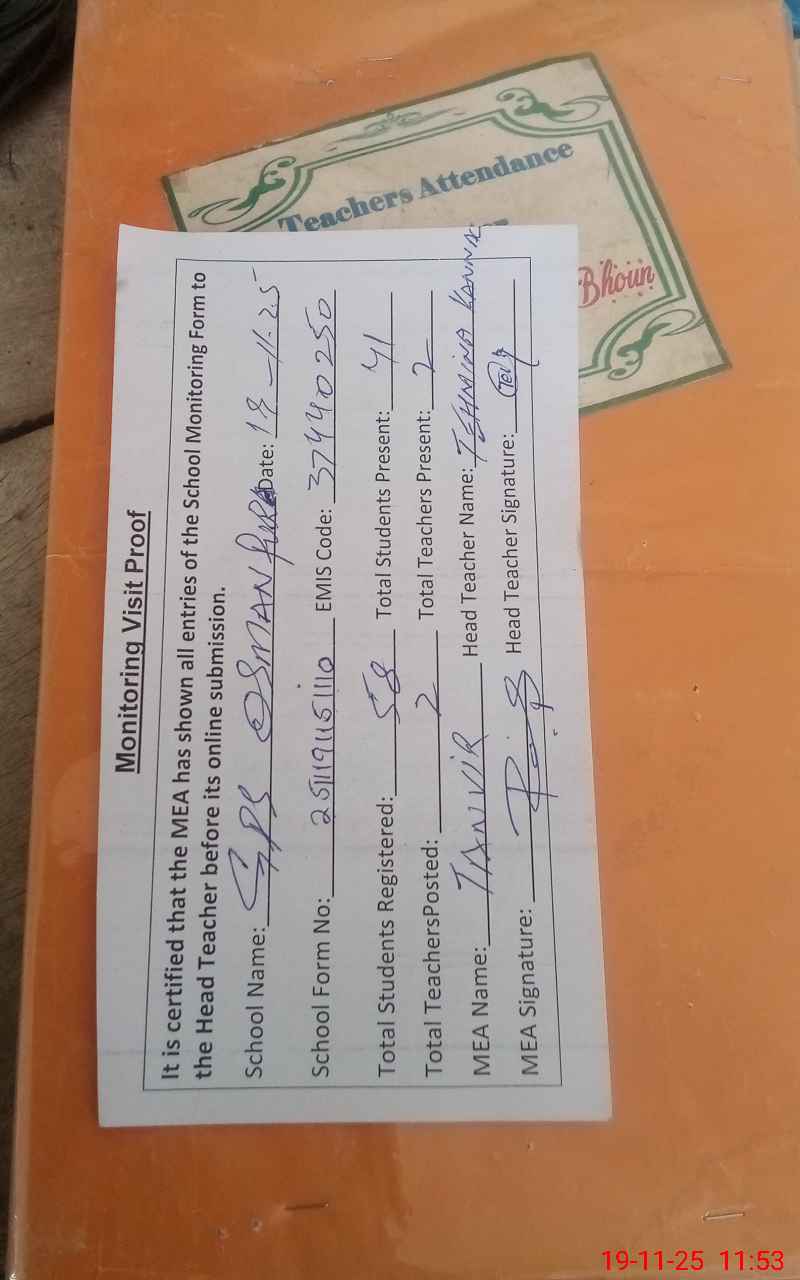 Teachers Attendance
Bhoun
Monitoring Visit Proof
It is certified that the MEA has shown all entries of the School Monitoring Form to
the Head Teacher before its online submission.
School Name: GPS OSMAN PURA Date: 19-11-25
School Form No: EMIS Code: 37440250
Total Students Registered: 58 Total Students Present: 41
Total TeachersPosted: 2 Total Teachers Present: 2
MEA Name: TANVIR Head Teacher Name: TEHMINA
MEA Signature: Head Teacher Signature:
19-11-25 11:53